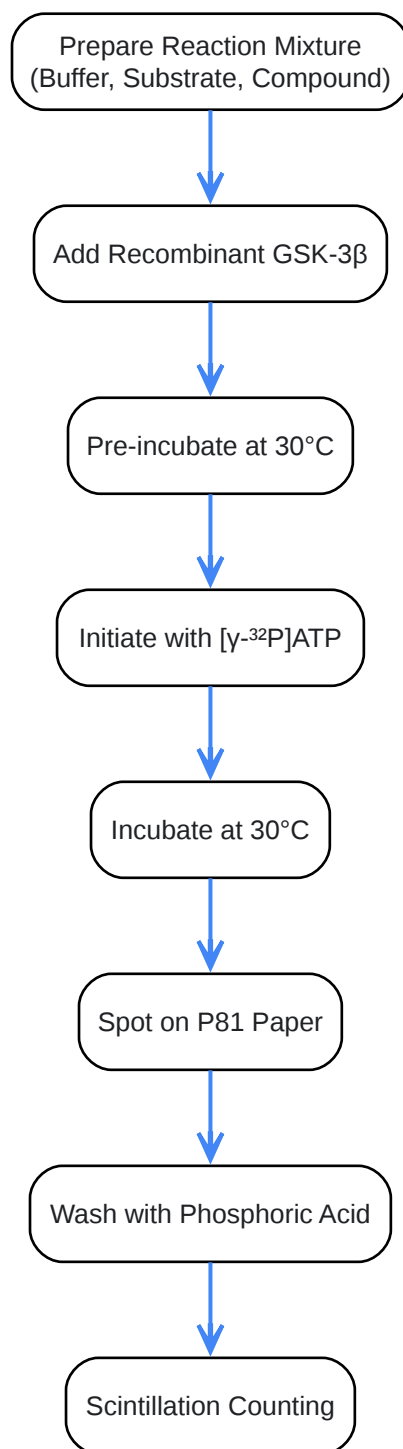 Prepare Reaction Mixture
(Buffer, Substrate, Compound)
Add Recombinant GSK-3β
Pre-incubate at 30°C
Initiate with [γ-³²P]ATP
Incubate at 30°C
Spot on P81 Paper
Wash with Phosphoric Acid
Scintillation Counting